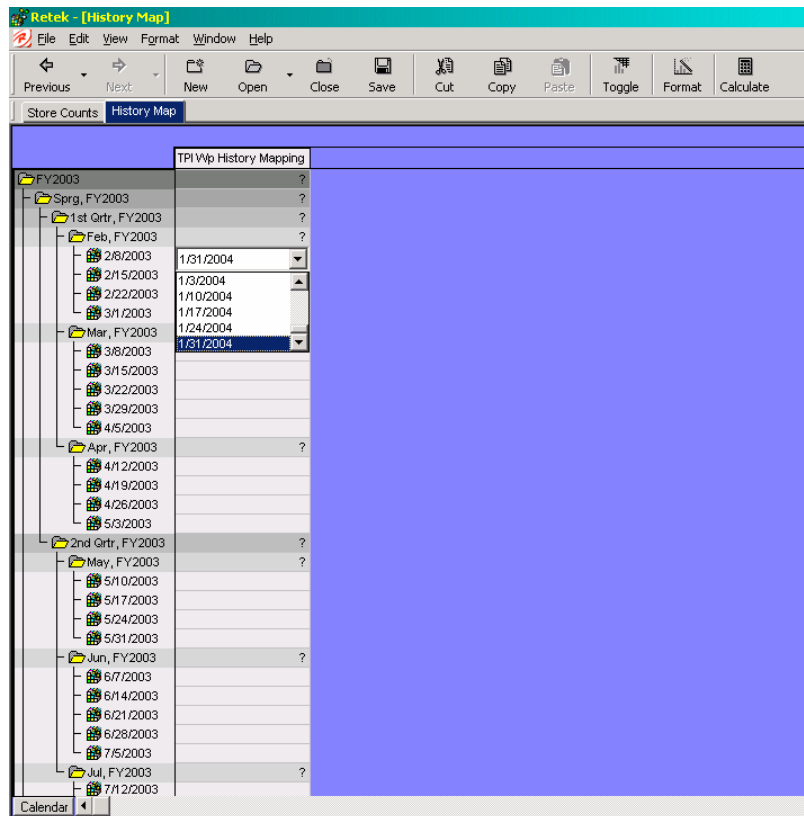 Retek - [History Map]
File Edit View Format Window Help
Previous Next New Open Close Save Cut Copy Paste Toggle Format Calculate
Store Counts History Map
TPI Wp History Mapping
FY2003 ?
Sprg, FY2003 ?
1st Qrtr, FY2003 ?
Feb, FY2003 ?
2/8/2003 1/31/2004
2/15/2003 1/3/2004
2/22/2003 1/10/2004
3/1/2003 1/17/2004
Mar, FY2003 1/24/2004
3/8/2003 1/31/2004
3/15/2003
3/22/2003
3/29/2003
4/5/2003
Apr, FY2003 ?
4/12/2003
4/19/2003
4/26/2003
5/3/2003
2nd Qrtr, FY2003 ?
May, FY2003 ?
5/10/2003
5/17/2003
5/24/2003
5/31/2003
Jun, FY2003 ?
6/7/2003
6/14/2003
6/21/2003
6/28/2003
7/5/2003
Jul, FY2003 ?
7/12/2003
Calendar